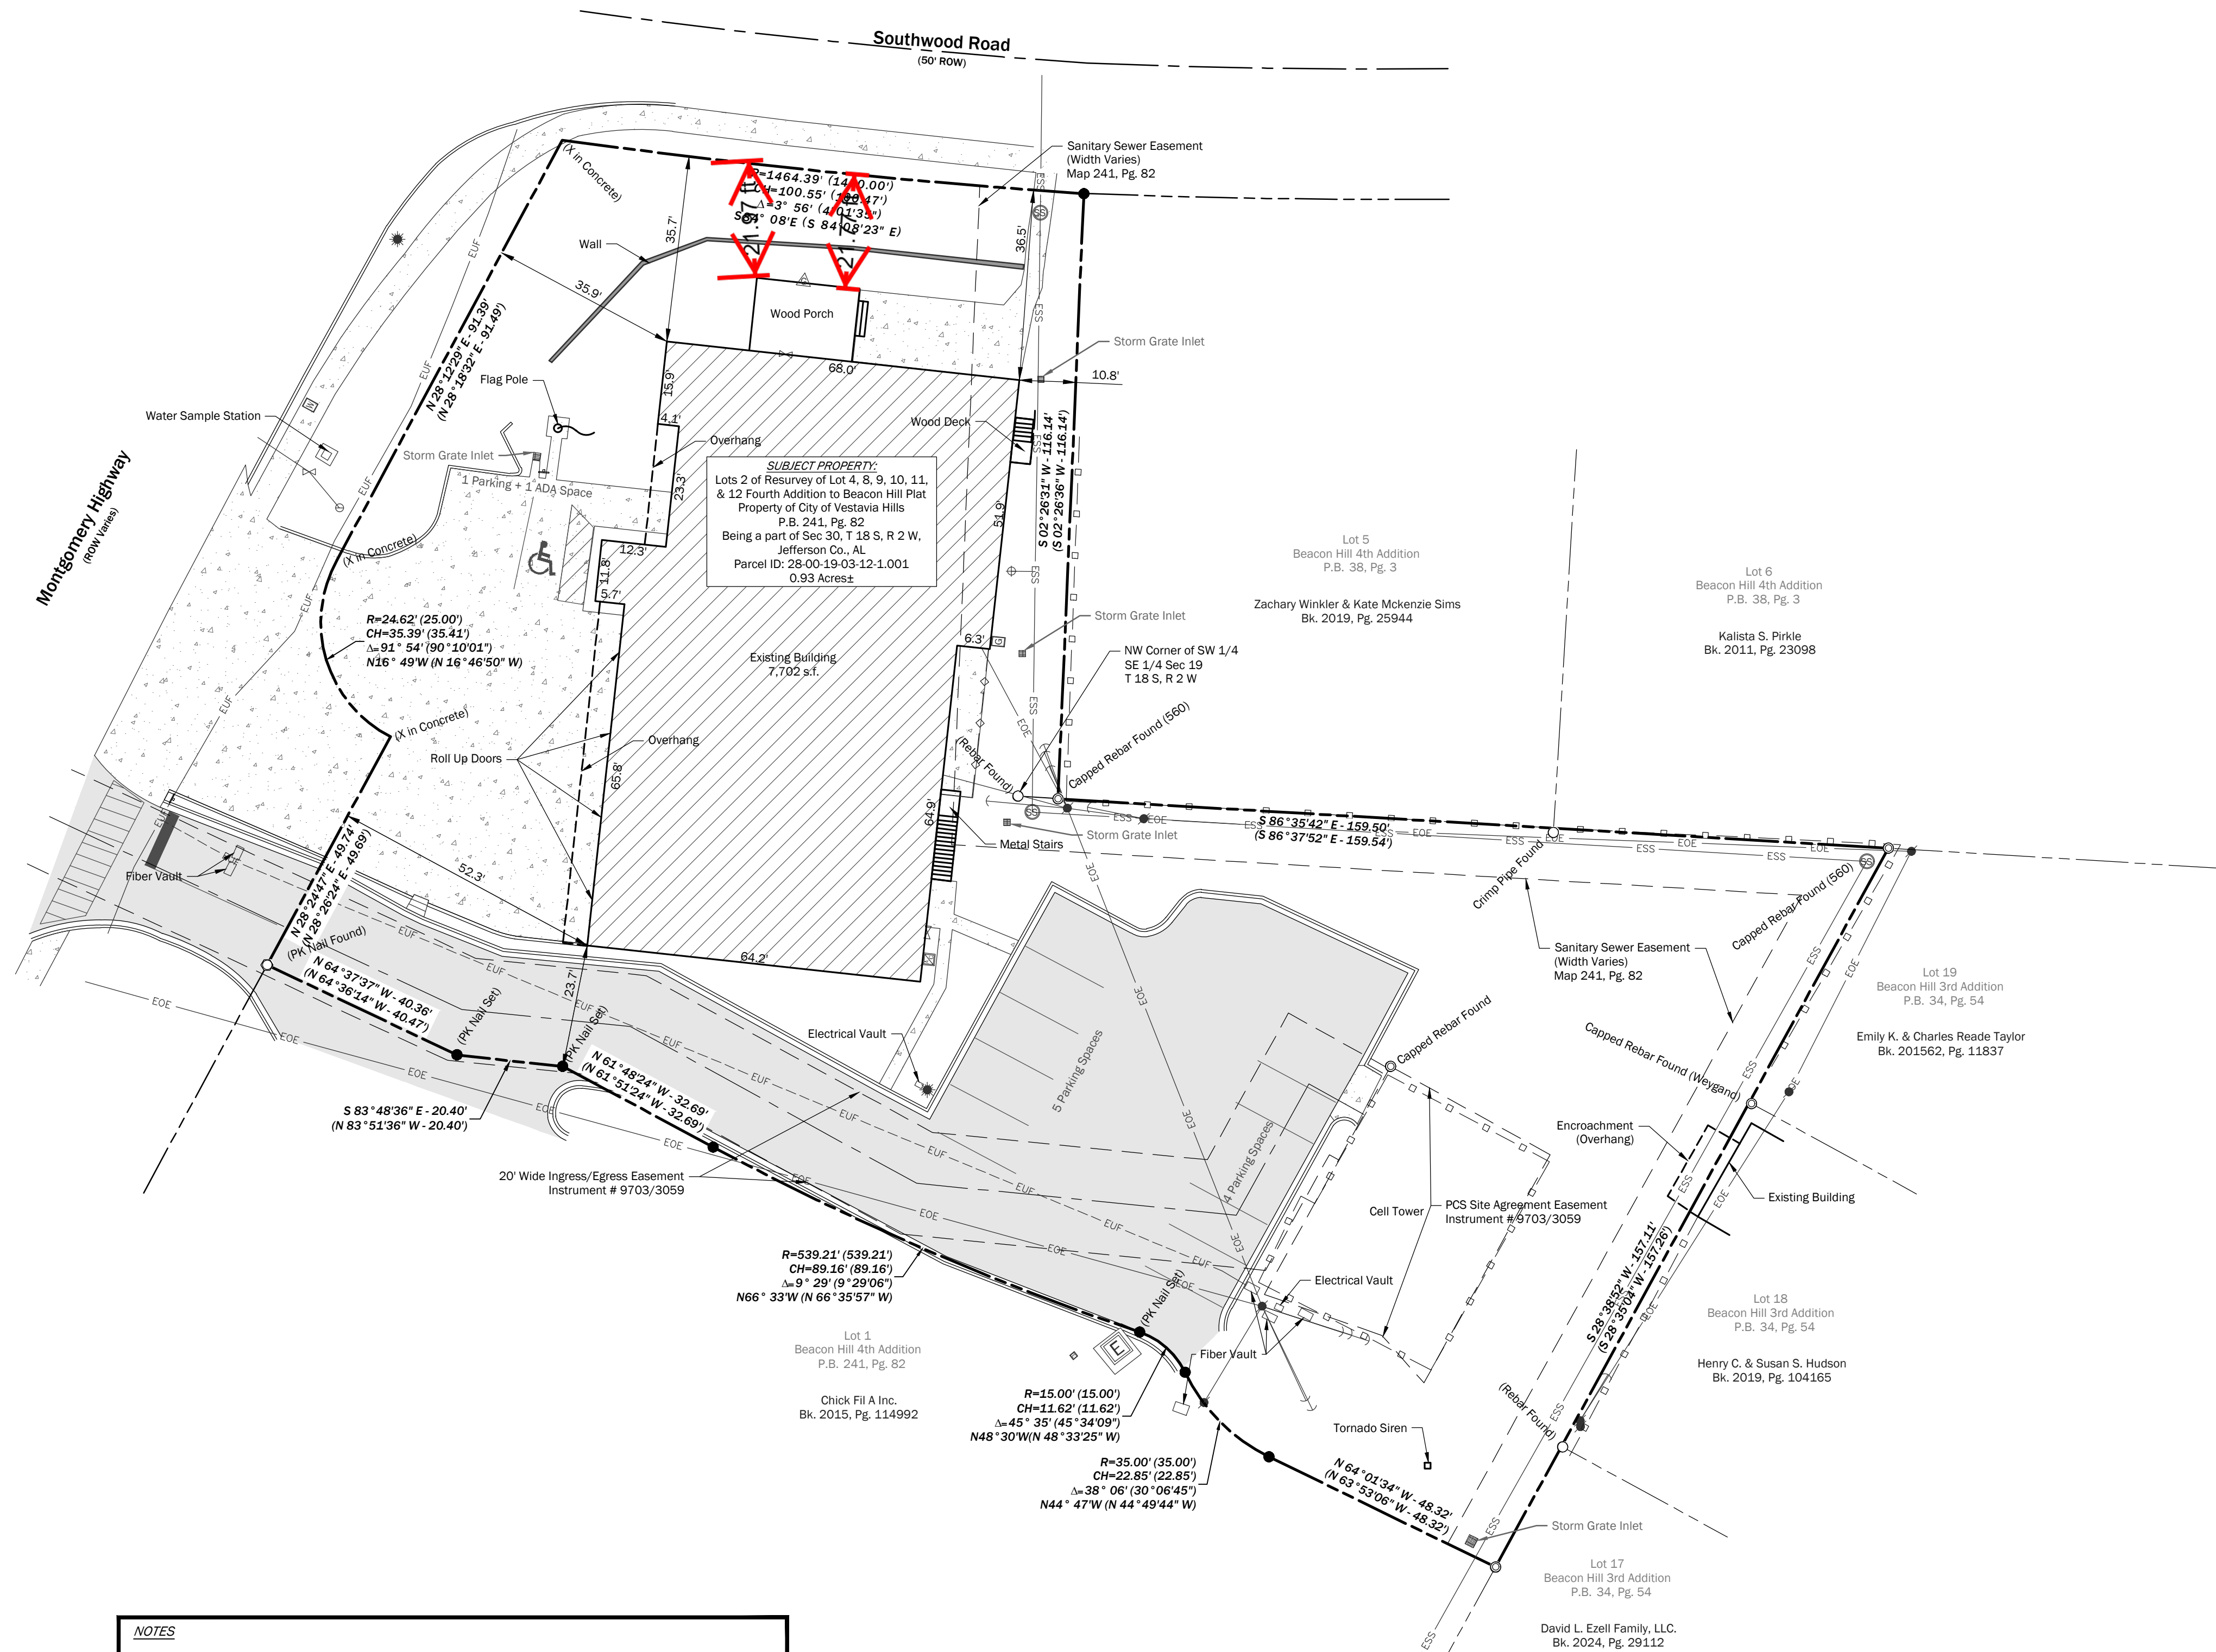 Southwood Road
(50' ROW)
Sanitary Sewer Easement
(Width Varies)
Map 241, Pg. 82
(X in Concrete)
R=1464.39'
CH=100.55'
Δ=3° 56' (4°01'35")
S84° 08'E (S 84°08'23" E)
21.97 ft
35.7'
36.5'
Wall
35.9'
Wood Porch
Storm Grate Inlet
10.8'
68.0'
Flag Pole
15.9'
4.1'
Wood Deck
Water Sample Station
N 28°12'29" E - 91.39'
(N 28°18'32" E - 91.49')
Storm Grate Inlet
Overhang
1 Parking + 1 ADA Space
23.3'
SUBJECT PROPERTY:
Lots 2 of Resurvey of Lot 4, 8, 9, 10, 11,
& 12 Fourth Addition to Beacon Hill Plat
Property of City of Vestavia Hills
P.B. 241, Pg. 82
Being a part of Sec 30, T 18 S, R 2 W,
Jefferson Co., AL
Parcel ID: 28-00-19-03-12-1.001
0.93 Acres±
S 02°26'31" W - 116.14'
(S 02°26'36" W - 116.14')
51.9'
Montgomery Highway
(ROW Varies)
(X in Concrete)
12.3'
11.8'
5.7'
Lot 5
Beacon Hill 4th Addition
P.B. 38, Pg. 3
Zachary Winkler & Kate Mckenzie Sims
Bk. 2019, Pg. 25944
Lot 6
Beacon Hill 4th Addition
P.B. 38, Pg. 3
Kalista S. Pirkle
Bk. 2011, Pg. 23098
R=24.62' (25.00')
CH=35.39' (35.41')
Δ=91° 54' (90°10'01")
N16° 49'W (N 16°46'50" W)
Existing Building
7,702 s.f.
6.3'
G
W
Storm Grate Inlet
NW Corner of SW 1/4
SE 1/4 Sec 19
T 18 S, R 2 W
(X in Concrete)
Roll Up Doors
Overhang
65.8'
(Rebar Found)
Capped Rebar Found (560)
64.9'
Storm Grate Inlet
Metal Stairs
S 86°35'42" E - 159.50'
(S 86°37'52" E - 159.54')
Crimp Pipe Found
Capped Rebar Found (560)
Fiber Vault
N 28°24'47" E - 49.74'
(N 28°26'24" E - 49.69')
52.3'
(PK Nail Found)
N 64°37'37" W - 40.36'
(N 64°36'14" W - 40.47')
64.2'
23.7'
(PK Nail Set)
(PK Nail Set)
Sanitary Sewer Easement
(Width Varies)
Map 241, Pg. 82
Lot 19
Beacon Hill 3rd Addition
P.B. 34, Pg. 54
Emily K. & Charles Reade Taylor
Bk. 201562, Pg. 11837
Electrical Vault
5 Parking Spaces
Capped Rebar Found
Capped Rebar Found (Weygand)
N 61°48'24" W - 32.69'
(N 61°51'24" W - 32.69')
S 83°48'36" E - 20.40'
(N 83°51'36" W - 20.40')
Encroachment
(Overhang)
4 Parking Spaces
20' Wide Ingress/Egress Easement
Instrument # 9703/3059
Cell Tower
PCS Site Agreement Easement
Instrument # 9703/3059
Existing Building
R=539.21' (539.21')
CH=89.16' (89.16')
Δ=9° 29' (9°29'06")
N66° 33'W (N 66°35'57" W)
(PK Nail Set)
Electrical Vault
S 28°38'52" W - 157.11'
(S 28°35'04" W - 157.26')
Lot 18
Beacon Hill 3rd Addition
P.B. 34, Pg. 54
Henry C. & Susan S. Hudson
Bk. 2019, Pg. 104165
Lot 1
Beacon Hill 4th Addition
P.B. 241, Pg. 82
Chick Fil A Inc.
Bk. 2015, Pg. 114992
E
Fiber Vault
R=15.00' (15.00')
CH=11.62' (11.62')
Δ=45° 35' (45°34'09")
N48°30'W(N 48°33'25" W)
(Rebar Found)
Tornado Siren
R=35.00' (35.00')
CH=22.85' (22.85')
Δ=38° 06' (30°06'45")
N44° 47'W (N 44°49'44" W)
N 64°01'34" W - 48.32'
(N 63°53'06" W - 48.32')
Storm Grate Inlet
Lot 17
Beacon Hill 3rd Addition
P.B. 34, Pg. 54
David L. Ezell Family, LLC.
Bk. 2024, Pg. 29112
EUF
ESS
EOE
SS
NOTES